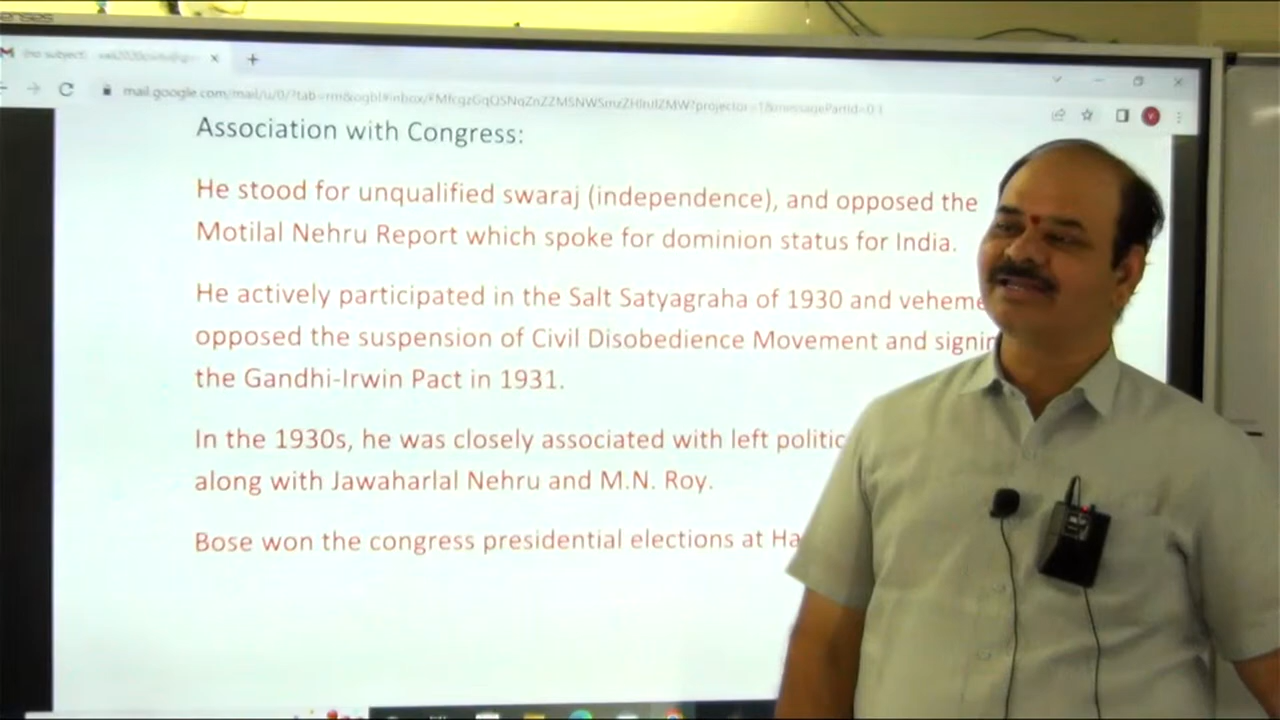 Association with Congress:
He stood for unqualified swaraj (independence), and opposed the
Motilal Nehru Report which spoke for dominion status for India.
He actively participated in the Salt Satyagraha of 1930 and veheme
opposed the suspension of Civil Disobedience Movement and signin
the Gandhi-Irwin Pact in 1931.
In the 1930s, he was closely associated with left politic
along with Jawaharlal Nehru and M.N. Roy.
Bose won the congress presidential elections at Ha